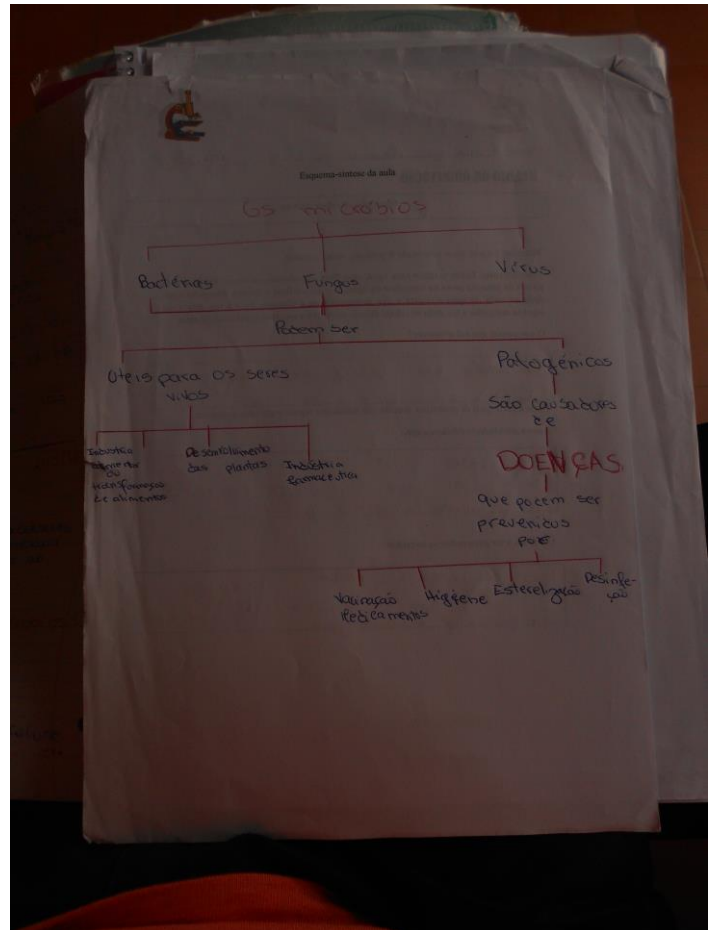 Esquema-síntese da aula
Os micróbios
Bactérias Fungos Vírus
Podem ser
Úteis para os seres
vivos
Patogénicos
São causadores
de
DOENÇAS
que podem ser
prevenidos
por
Indústria
ou
transformação
de alimentos
Desenvolvimento
das plantas
Indústria
farmacêutica
Vacinação
Medicamentos
Higiene
Esterelização
Desinfe-
ção